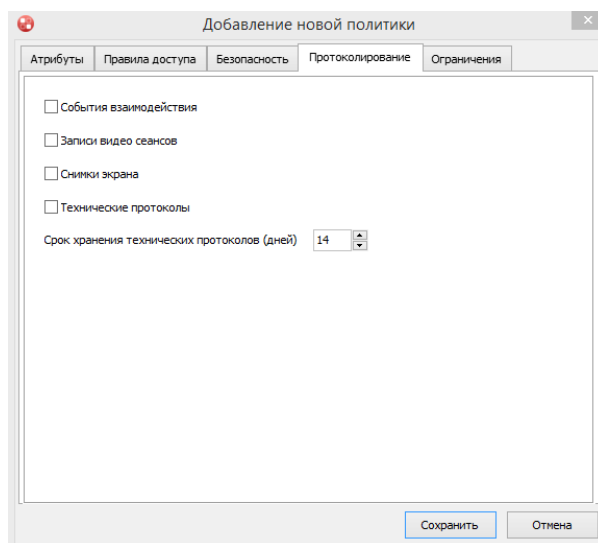 Добавление новой политики
Атрибуты Правила доступа Безопасность Протоколирование Ограничения
События взаимодействия
Записи видео сеансов
Снимки экрана
Технические протоколы
Срок хранения технических протоколов (дней) 14
Сохранить Отмена